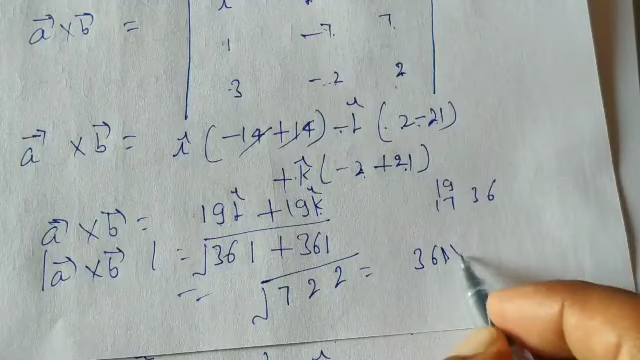 a⃗ × b⃗ =
1 -7 7
3 -2 2
a⃗ × b⃗ = î (-14+14) - ĵ (2-21)
+ k̂ (-2+21)
a⃗ × b⃗ = 19ĵ + 19k̂
19
17 36
|a⃗ × b⃗ | = √361 + 361
= √722 = 361